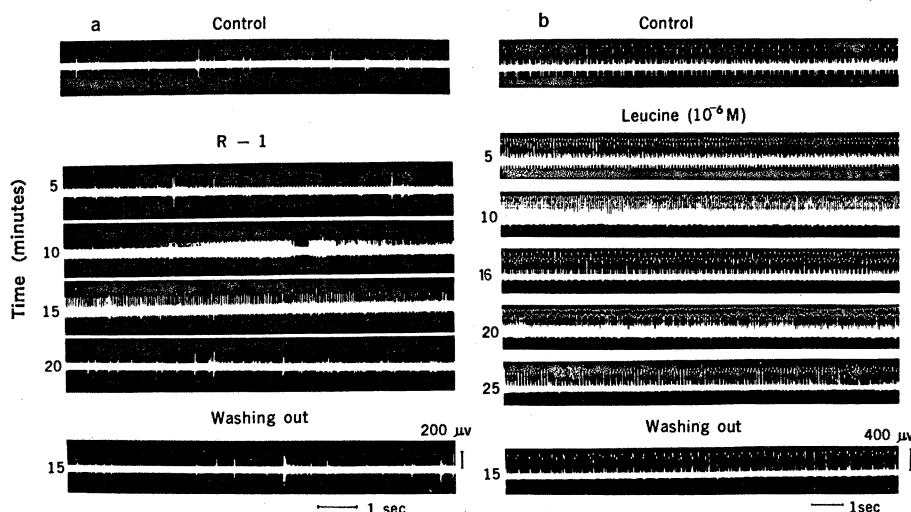 a
Control
R – 1
Time (minutes)
5
10
15
20
Washing out
200 μv
15
1 sec
b
Control
Leucine (10⁻⁶ M)
5
10
16
20
25
Washing out
400 μv
15
1sec